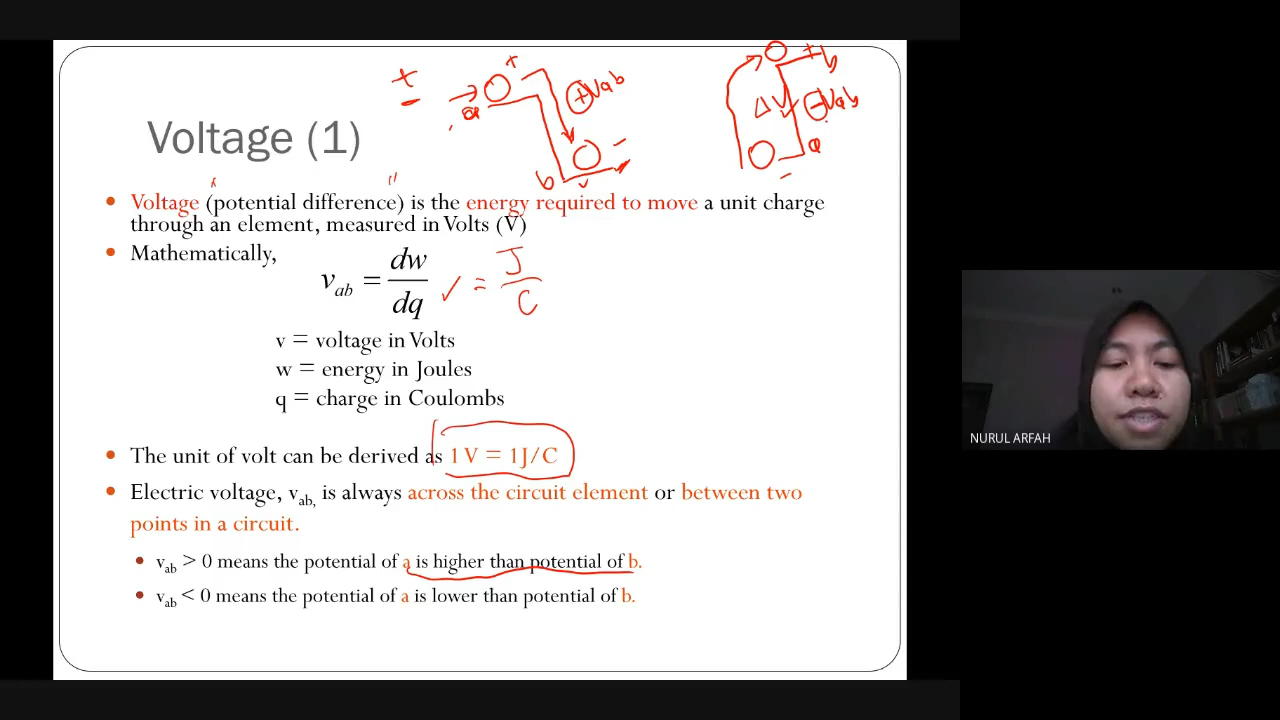 +
-
+
a
+Vab
-
b
+
b
ΔV
-Vab
a
-
Voltage (1)
• Voltage (potential difference) is the energy required to move a unit charge
through an element, measured in Volts (V)
• Mathematically,
v_ab = dw/dq ✓ = J/C
v = voltage in Volts
w = energy in Joules
q = charge in Coulombs
• The unit of volt can be derived as 1 V = 1J/C
• Electric voltage, v_ab, is always across the circuit element or between two
points in a circuit.
• v_ab > 0 means the potential of a is higher than potential of b.
• v_ab < 0 means the potential of a is lower than potential of b.
NURUL ARFAH